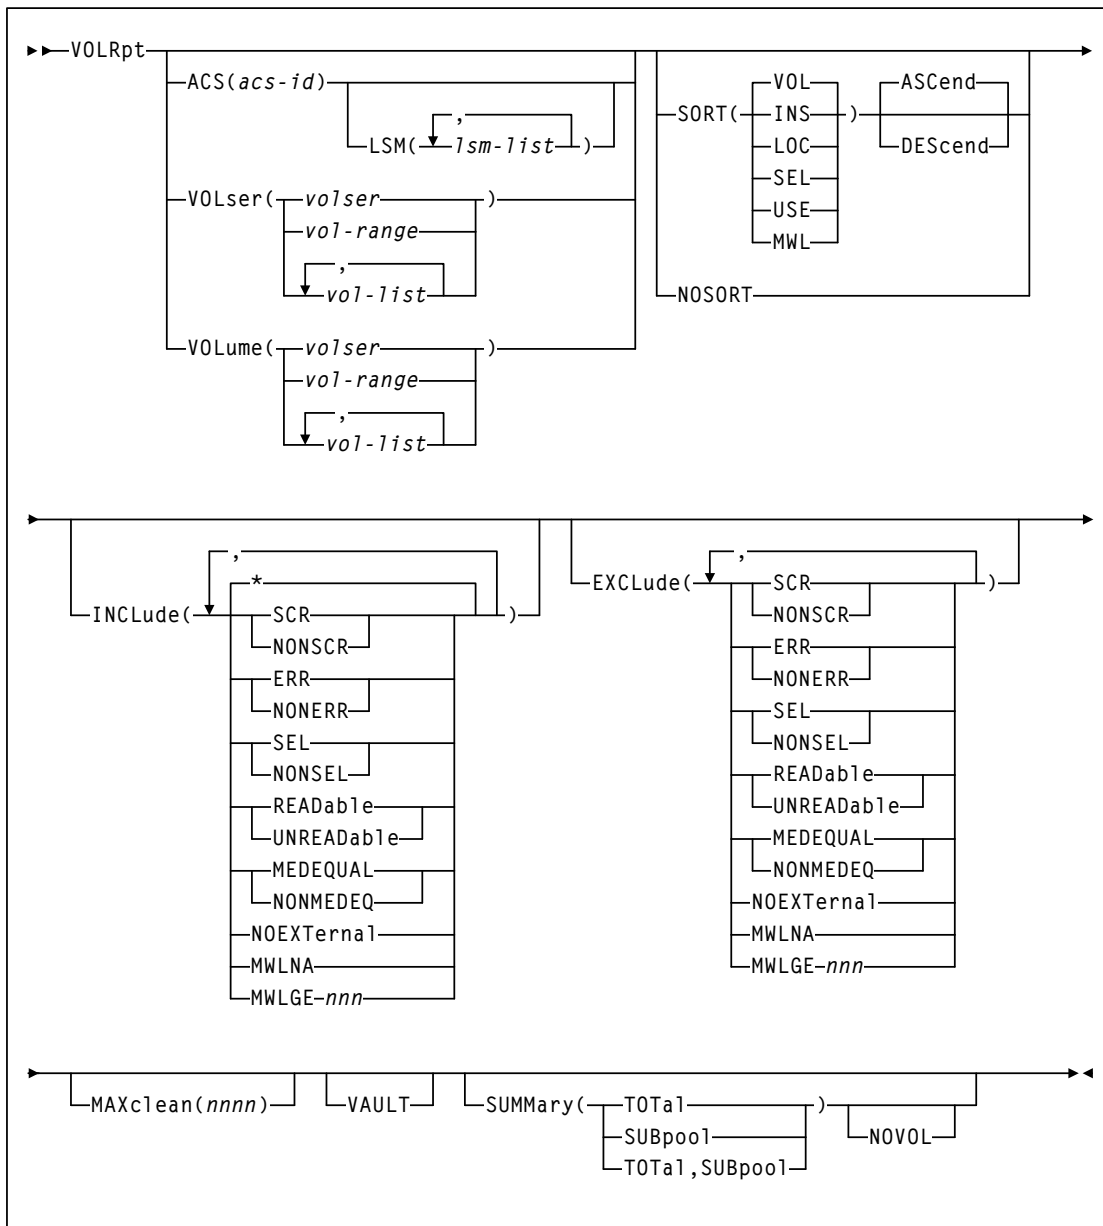 VOLRpt
ACS(acs-id)
LSM(
,
lsm-list
)
VOLser(
volser
)
vol-range
,
vol-list
VOLume(
volser
)
vol-range
,
vol-list
SORT(
VOL
INS
LOC
SEL
USE
MWL
)
ASCend
DEScend
NOSORT
INCLude(
,
*
SCR
NONSCR
ERR
NONERR
SEL
NONSEL
READable
UNREADable
MEDEQUAL
NONMEDEQ
NOEXTernal
MWLNA
MWLGE nnn
)
EXCLude(
,
SCR
NONSCR
ERR
NONERR
SEL
NONSEL
READable
UNREADable
MEDEQUAL
NONMEDEQ
NOEXTernal
MWLNA
MWLGE nnn
)
MAXclean(nnnn)
VAULT
SUMMary(
TOTal
SUBpool
TOTal,SUBpool
)
NOVOL